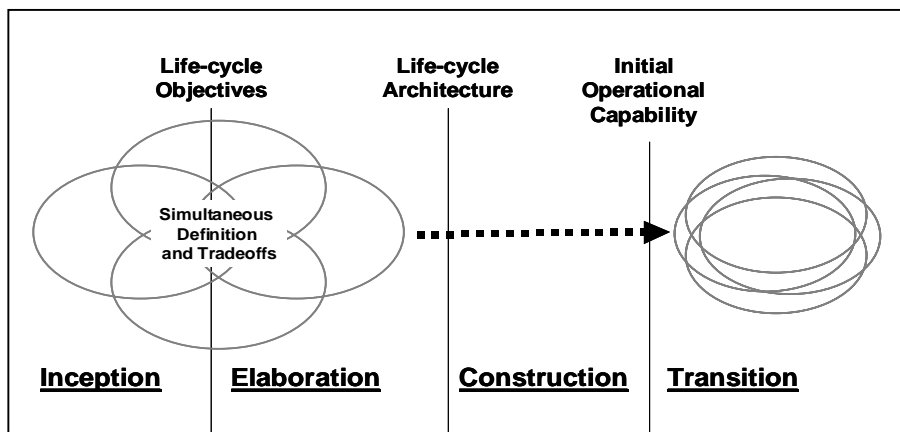 Life-cycle
Objectives
Life-cycle
Architecture
Initial
Operational
Capability
Simultaneous
Definition
and Tradeoffs
Inception
Elaboration
Construction
Transition